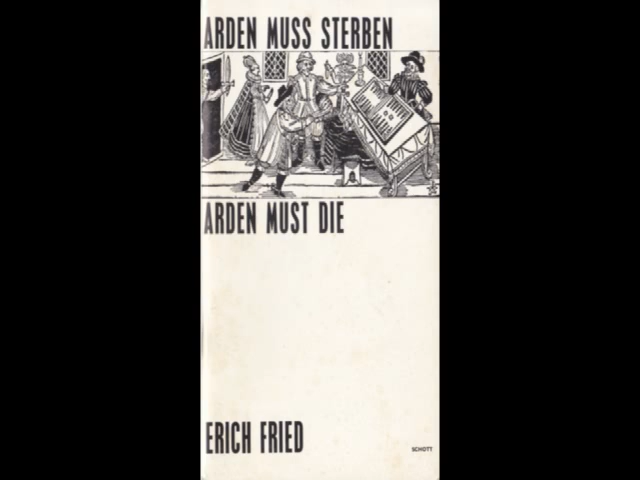 ARDEN MUSS STERBEN
ARDEN MUST DIE
ERICH FRIED
SCHOTT